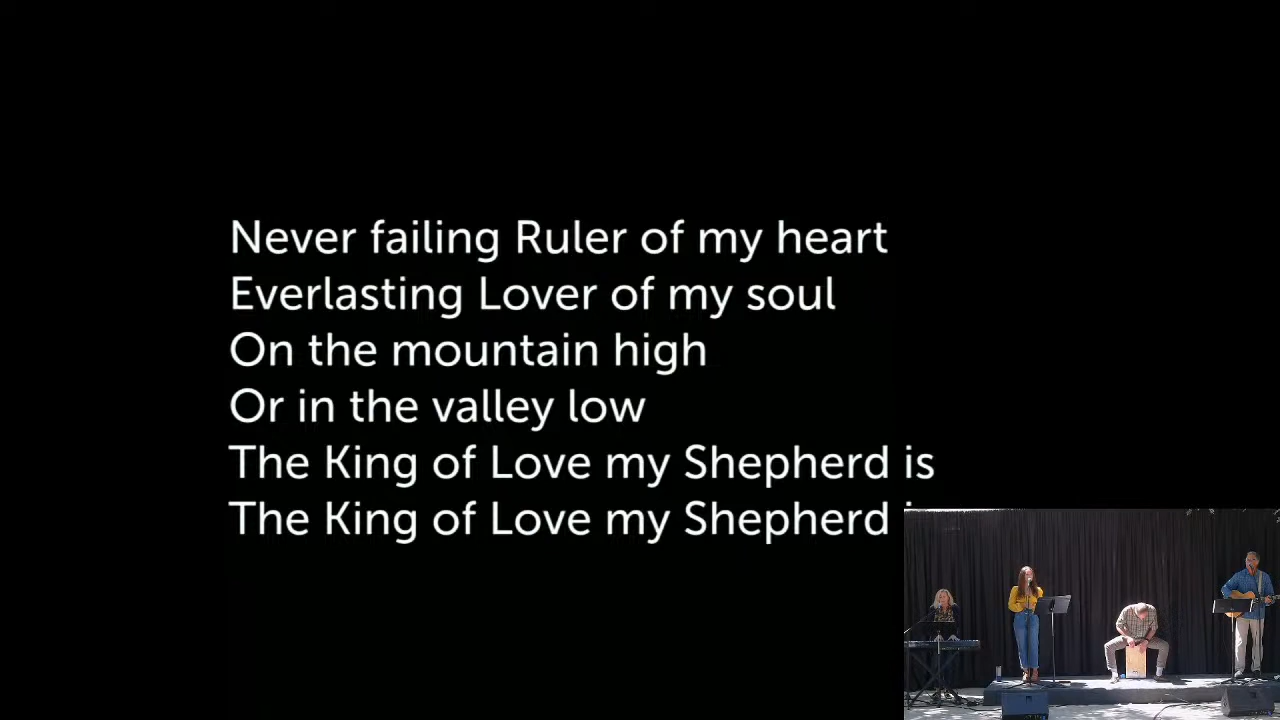 Never failing Ruler of my heart
Everlasting Lover of my soul
On the mountain high
Or in the valley low
The King of Love my Shepherd is
The King of Love my Shepherd